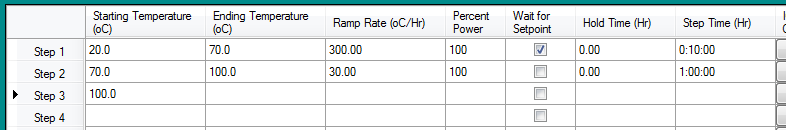 Starting Temperature (oC) Ending Temperature (oC) Ramp Rate (oC/Hr) Percent Power Wait for Setpoint Hold Time (Hr) Step Time (Hr)
Step 1 20.0 70.0 300.00 100 0.00 0:10:00
Step 2 70.0 100.0 30.00 100 0.00 1:00:00
Step 3 100.0
Step 4